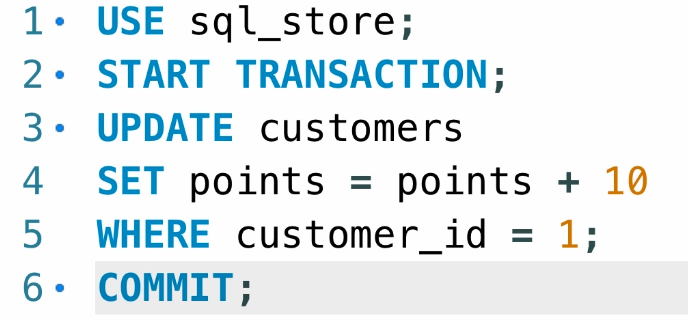 1 USE sql_store;
2 START TRANSACTION;
3 UPDATE customers
4 SET points = points + 10
5 WHERE customer_id = 1;
6 COMMIT;